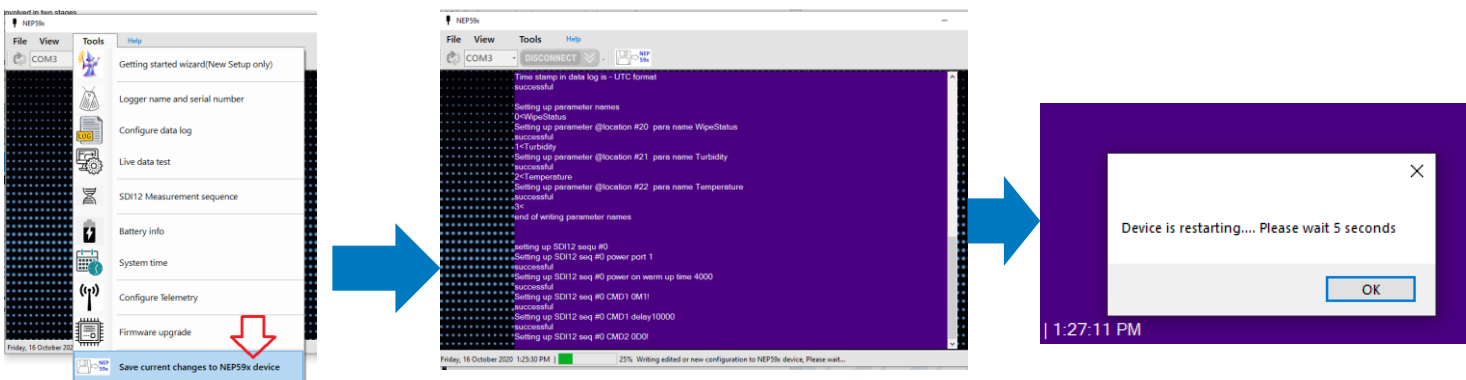 involved in two stages
NEP59x
File View Tools Help
COM3
Getting started wizard(New Setup only)
Logger name and serial number
LOG
Configure data log
Live data test
SDI12 Measurement sequence
Battery info
System time
Configure Telemetry
Firmware upgrade
NEP
59x
Save current changes to NEP59x device
Friday, 16 October 202
NEP59x
File View Tools Help
COM3 DISCONNECT NEP
59x
Time stamp in data log is - UTC format
successful
Setting up parameter names
0<WipeStatus
Setting up parameter @location #20 para name WipeStatus
successful
1<Turbidity
Setting up parameter @location #21 para name Turbidity
successful
2<Temperature
Setting up parameter @location #22 para name Temperature
successful
3<
end of writing parameter names
setting up SDI12 sequ #0
Setting up SDI12 seq #0 power port 1
successful
Setting up SDI12 seq #0 power on warm up time 4000
successful
Setting up SDI12 seq #0 CMD1 0M1!
successful
Setting up SDI12 seq #0 CMD1 delay10000
successful
Setting up SDI12 seq #0 CMD2 0D0!
Friday, 16 October 2020 1:25:30 PM | 25% Writing edited or new configuration to NEP59x device, Please wait...
Device is restarting.... Please wait 5 seconds
OK
| 1:27:11 PM